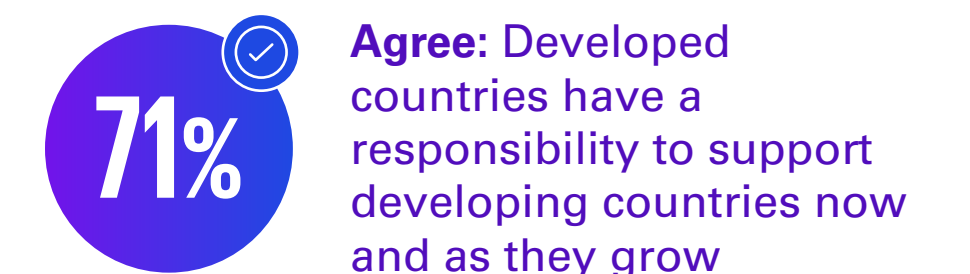 71%
Agree: Developed
countries have a
responsibility to support
developing countries now
and as they grow